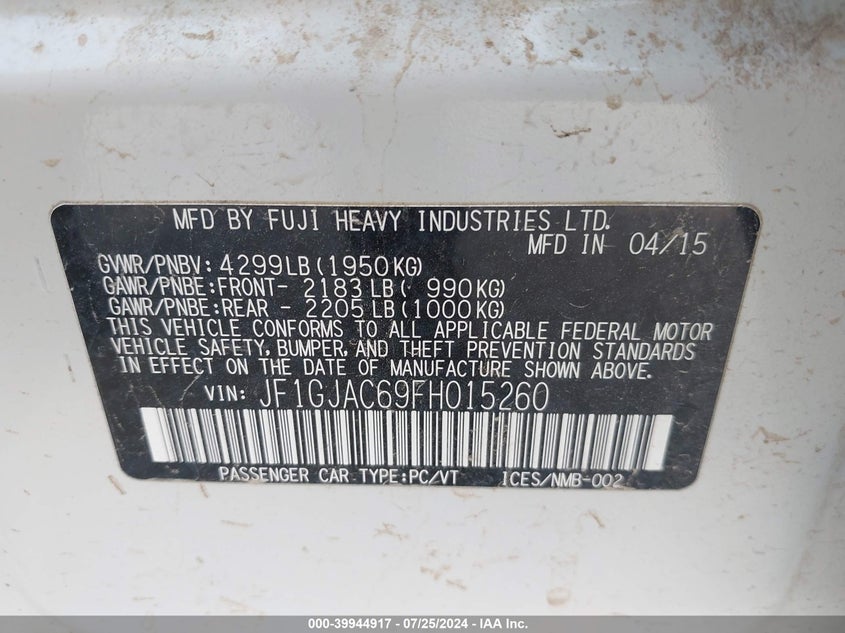 MFD BY FUJI HEAVY INDUSTRIES LTD.
MFD IN 04/15
GVWR/PNBV: 4299LB (1950KG)
GAWR/PNBE:FRONT- 2183LB( 990KG)
GAWR/PNBE:REAR - 2205LB(1000KG)
THIS VEHICLE CONFORMS TO ALL APPLICABLE FEDERAL MOTOR
VEHICLE SAFETY, BUMPER, AND THEFT PREVENTION STANDARDS
IN EFFECT ON THE DATE OF MANUFACTURE SHOWN ABOVE.
VIN: JF1GJAC69FH015260
PASSENGER CAR TYPE:PC/VT ICES/NMB-002
000-39944917 - 07/25/2024 - IAA Inc.